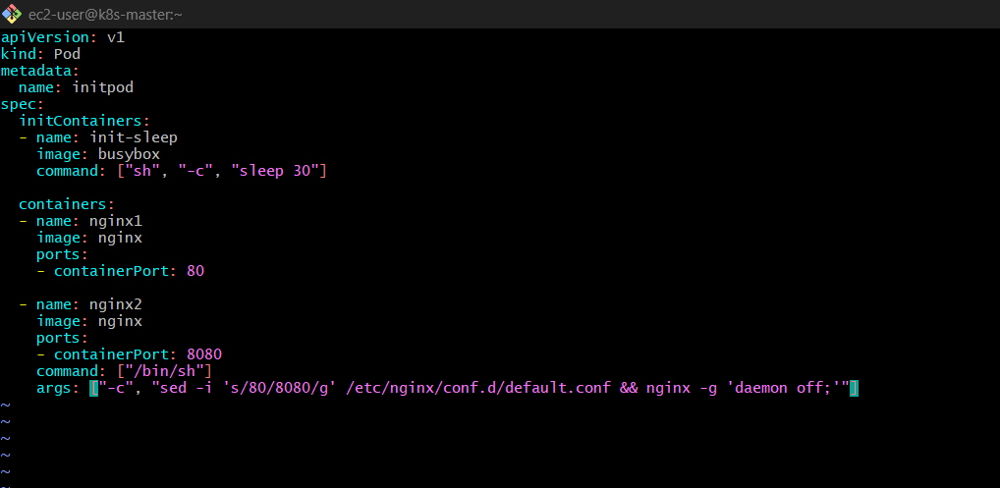 ec2-user@k8s-master:~
apiVersion: v1
kind: Pod
metadata:
  name: initpod
spec:
  initContainers:
  - name: init-sleep
    image: busybox
    command: ["sh", "-c", "sleep 30"]

  containers:
  - name: nginx1
    image: nginx
    ports:
    - containerPort: 80

  - name: nginx2
    image: nginx
    ports:
    - containerPort: 8080
    command: ["/bin/sh"]
    args: ["-c", "sed -i 's/80/8080/g' /etc/nginx/conf.d/default.conf && nginx -g 'daemon off;'"]
~
~
~
~
~